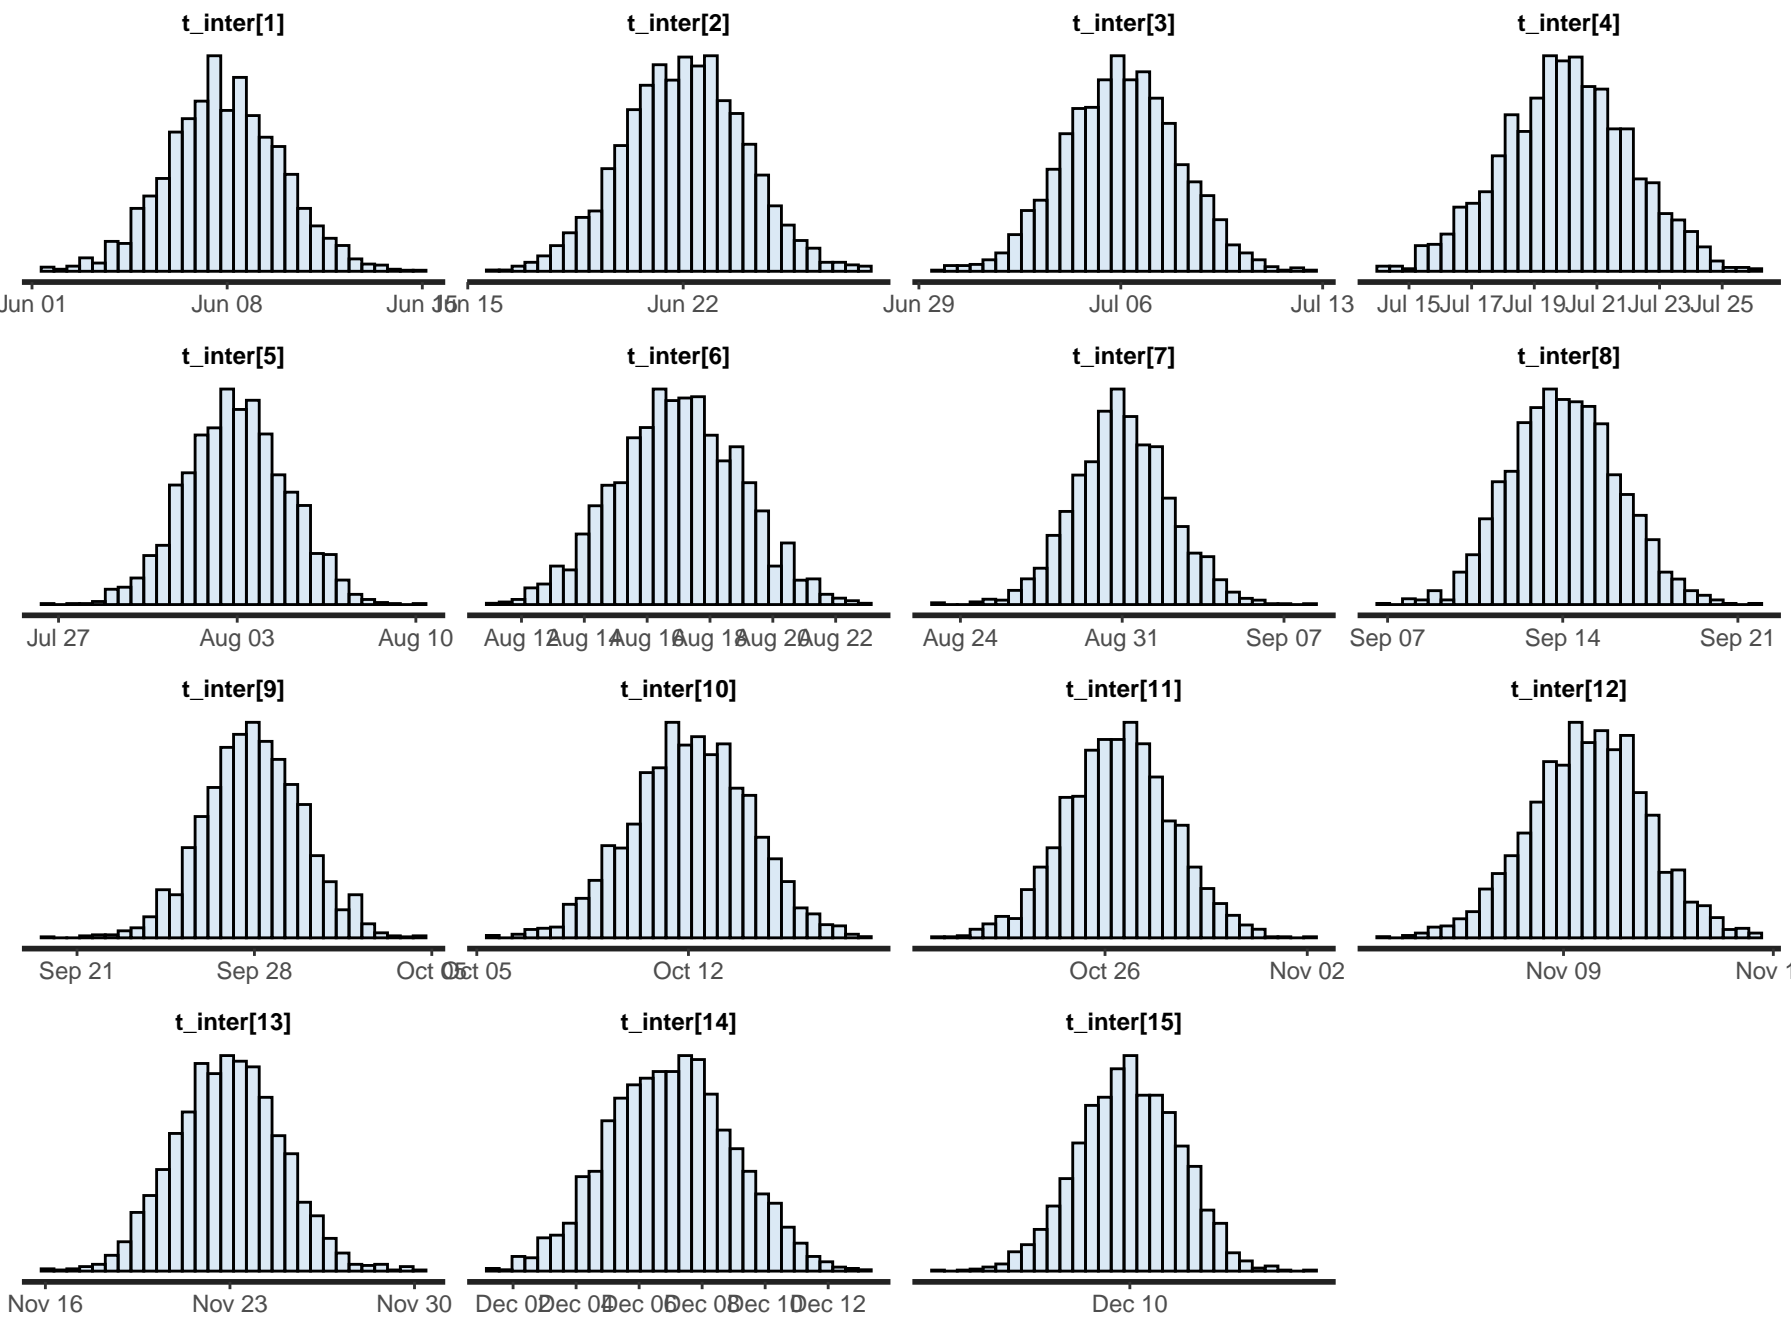 t_inter[1] t_inter[2] t_inter[3] t_inter[4]
Jun 01 Jun 08 Jun 15 Jun 15 Jun 22 Jun 29 Jul 06 Jul 13 Jul 15 Jul 17 Jul 19 Jul 21 Jul 23 Jul 25
t_inter[5] t_inter[6] t_inter[7] t_inter[8]
Jul 27 Aug 03 Aug 10 Aug 12 Aug 14 Aug 16 Aug 18 Aug 20 Aug 22 Aug 24 Aug 31 Sep 07 Sep 07 Sep 14 Sep 21
t_inter[9] t_inter[10] t_inter[11] t_inter[12]
Sep 21 Sep 28 Oct 05 Oct 05 Oct 12 Oct 26 Nov 02 Nov 09 Nov 1
t_inter[13] t_inter[14] t_inter[15]
Nov 16 Nov 23 Nov 30 Dec 02 Dec 04 Dec 06 Dec 08 Dec 10 Dec 12 Dec 10